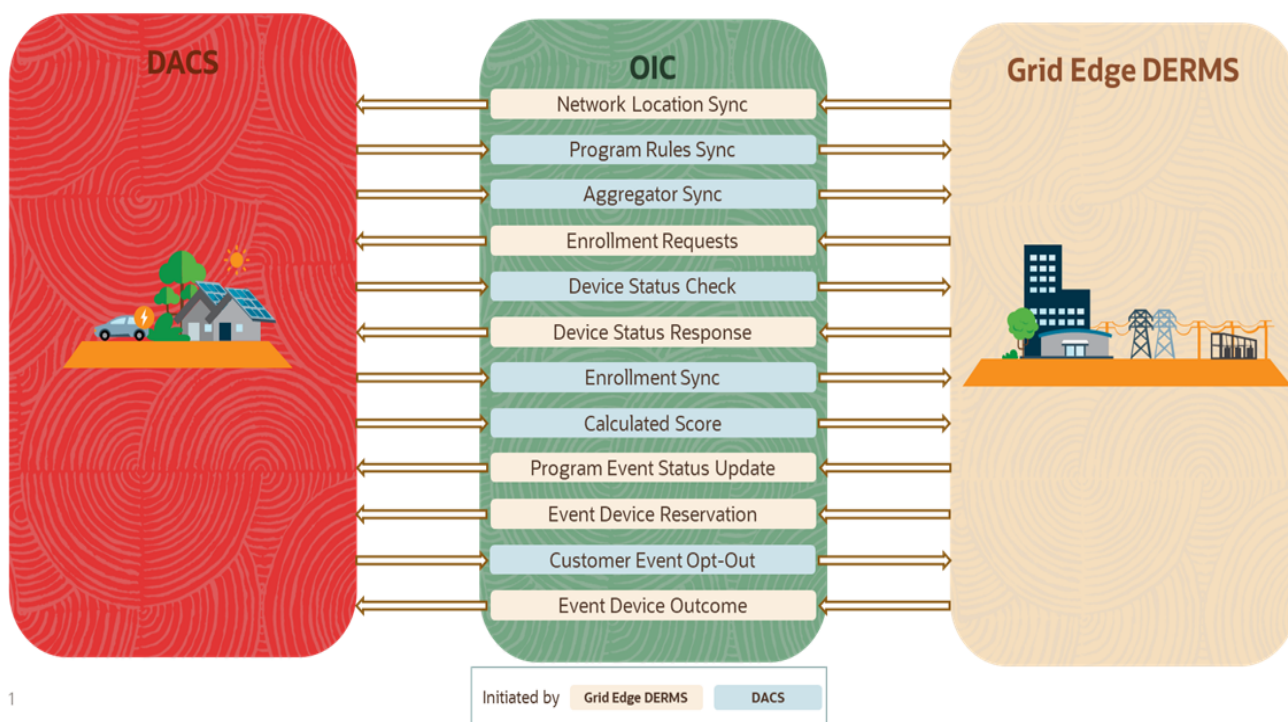 DACS
OIC
Grid Edge DERMS
Network Location Sync
Program Rules Sync
Aggregator Sync
Enrollment Requests
Device Status Check
Device Status Response
Enrollment Sync
Calculated Score
Program Event Status Update
Event Device Reservation
Customer Event Opt-Out
Event Device Outcome
1
Initiated by Grid Edge DERMS DACS